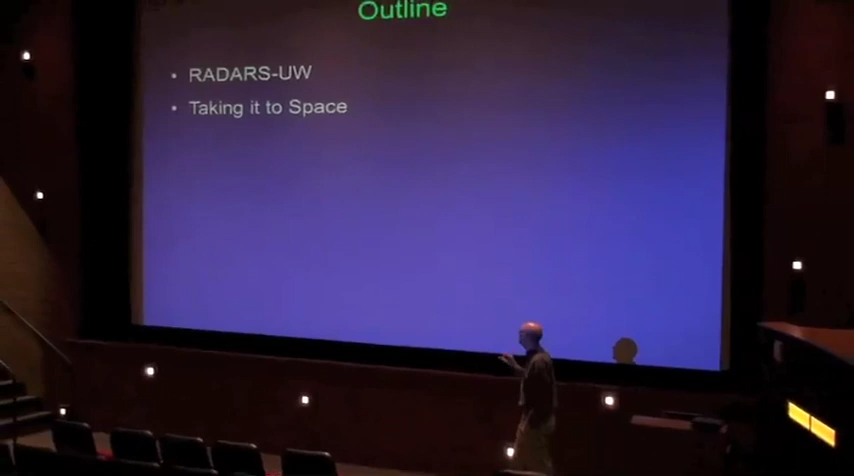 Outline
• RADARS-UW
• Taking it to Space